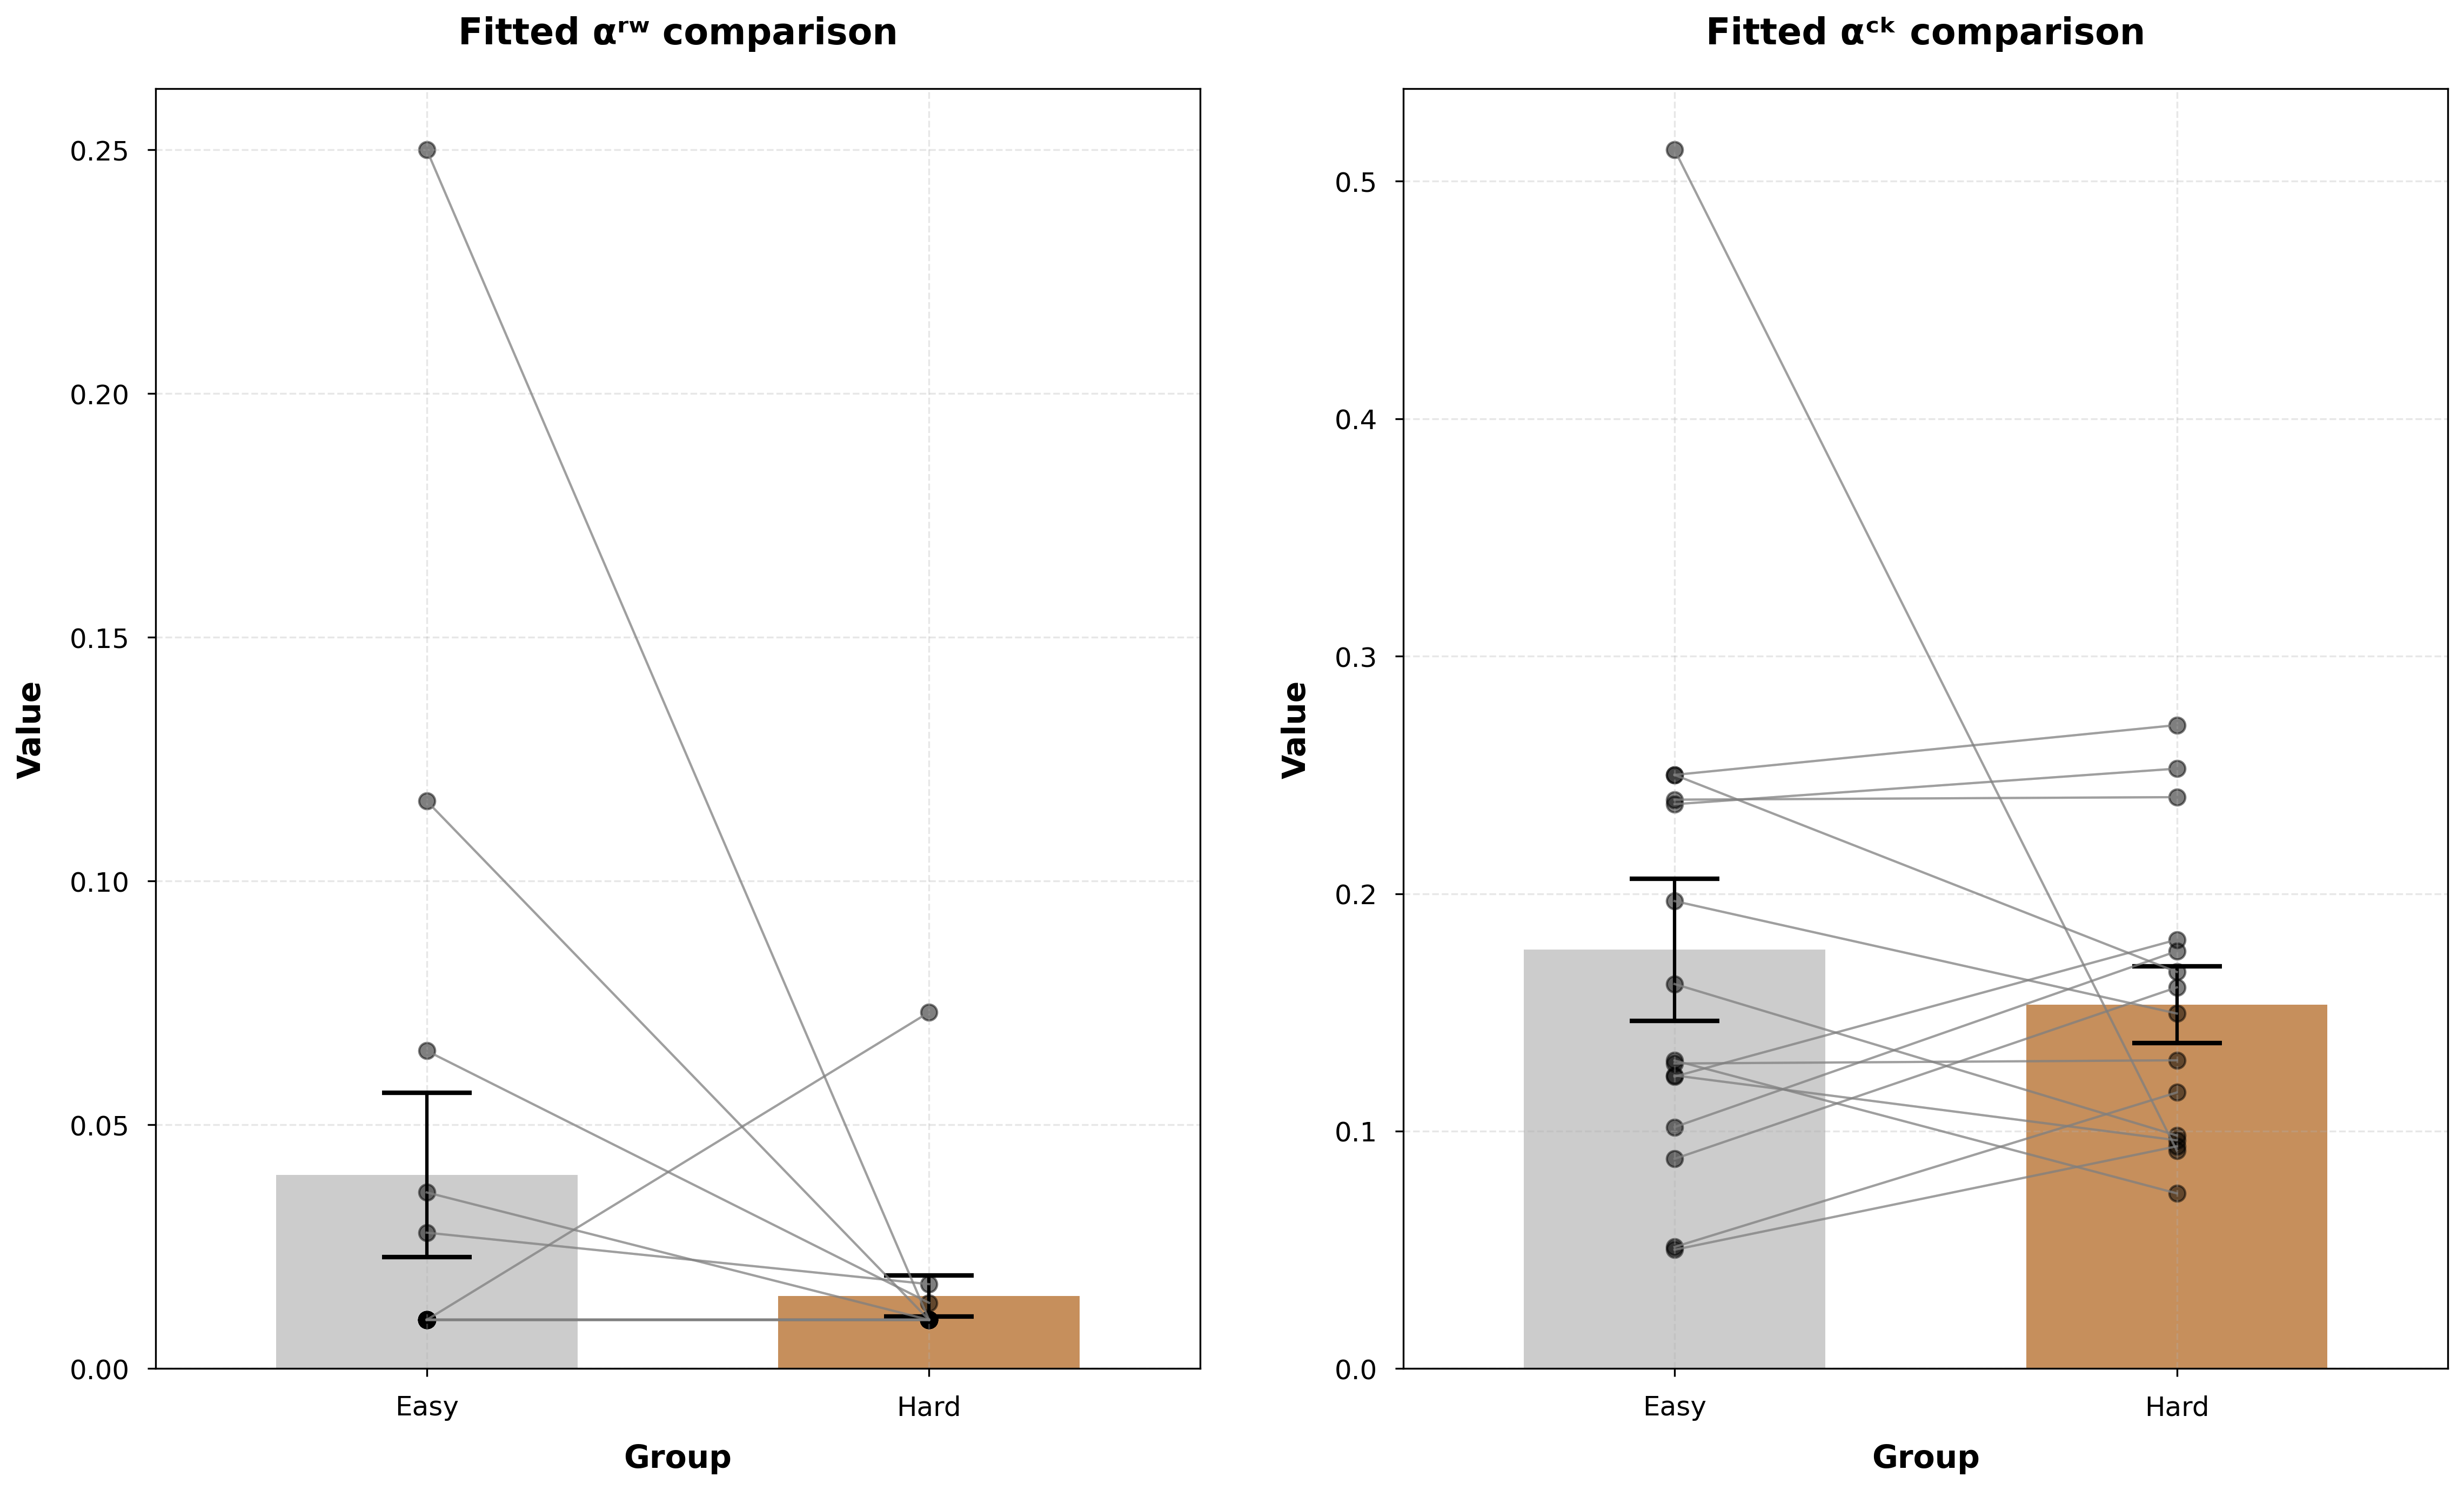 Fitted αʳʷ comparison
0.25
0.20
0.15
0.10
0.05
0.00
Value
Easy
Hard
Group
Fitted αᶜᵏ comparison
0.5
0.4
0.3
0.2
0.1
0.0
Value
Easy
Hard
Group